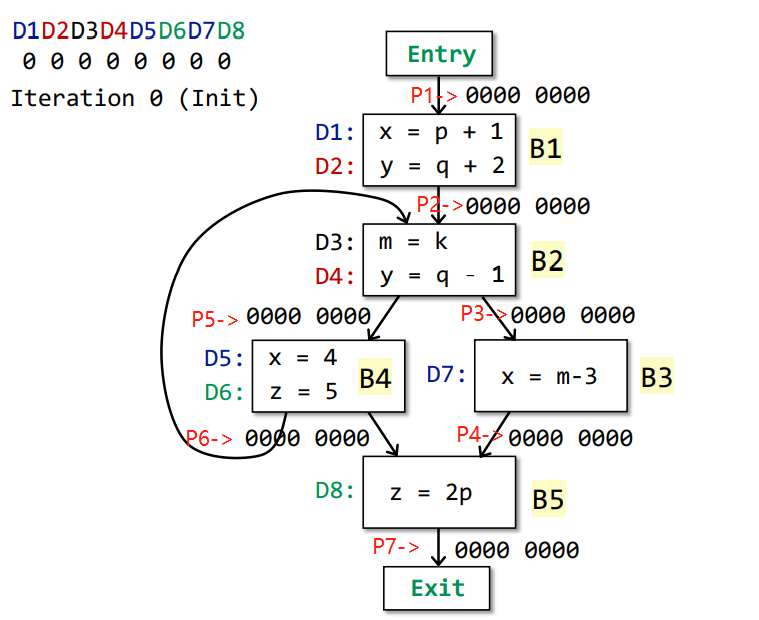 D1D2D3D4D5D6D7D8
0 0 0 0 0 0 0 0
Iteration 0 (Init)
Entry
P1-> 0000 0000
D1: x = p + 1
D2: y = q + 2
B1
P2-> 0000 0000
D3: m = k
D4: y = q - 1
B2
P5-> 0000 0000
P3-> 0000 0000
D5: x = 4
D6: z = 5
B4
D7: x = m-3
B3
P6-> 0000 0000
P4-> 0000 0000
D8: z = 2p
B5
P7-> 0000 0000
Exit